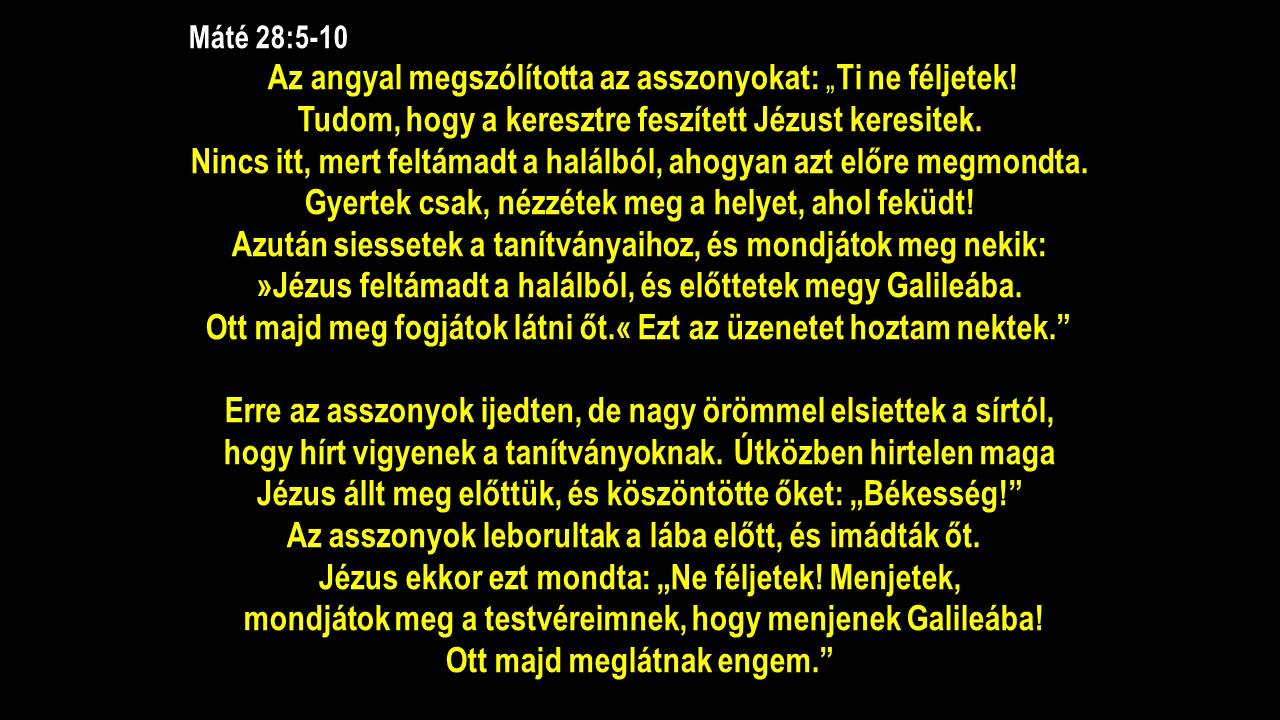 Máté 28:5-10
Az angyal megszólította az asszonyokat: „Ti ne féljetek!
Tudom, hogy a keresztre feszített Jézust keresitek.
Nincs itt, mert feltámadt a halálból, ahogyan azt előre megmondta.
Gyertek csak, nézzétek meg a helyet, ahol feküdt!
Azután siessetek a tanítványaihoz, és mondjátok meg nekik:
»Jézus feltámadt a halálból, és előttetek megy Galileába.
Ott majd meg fogjátok látni őt.« Ezt az üzenetet hoztam nektek.”
Erre az asszonyok ijedten, de nagy örömmel elsiettek a sírtól,
hogy hírt vigyenek a tanítványoknak. Útközben hirtelen maga
Jézus állt meg előttük, és köszöntötte őket: „Békesség!”
Az asszonyok leborultak a lába előtt, és imádták őt.
Jézus ekkor ezt mondta: „Ne féljetek! Menjetek,
mondjátok meg a testvéreimnek, hogy menjenek Galileába!
Ott majd meglátnak engem.”